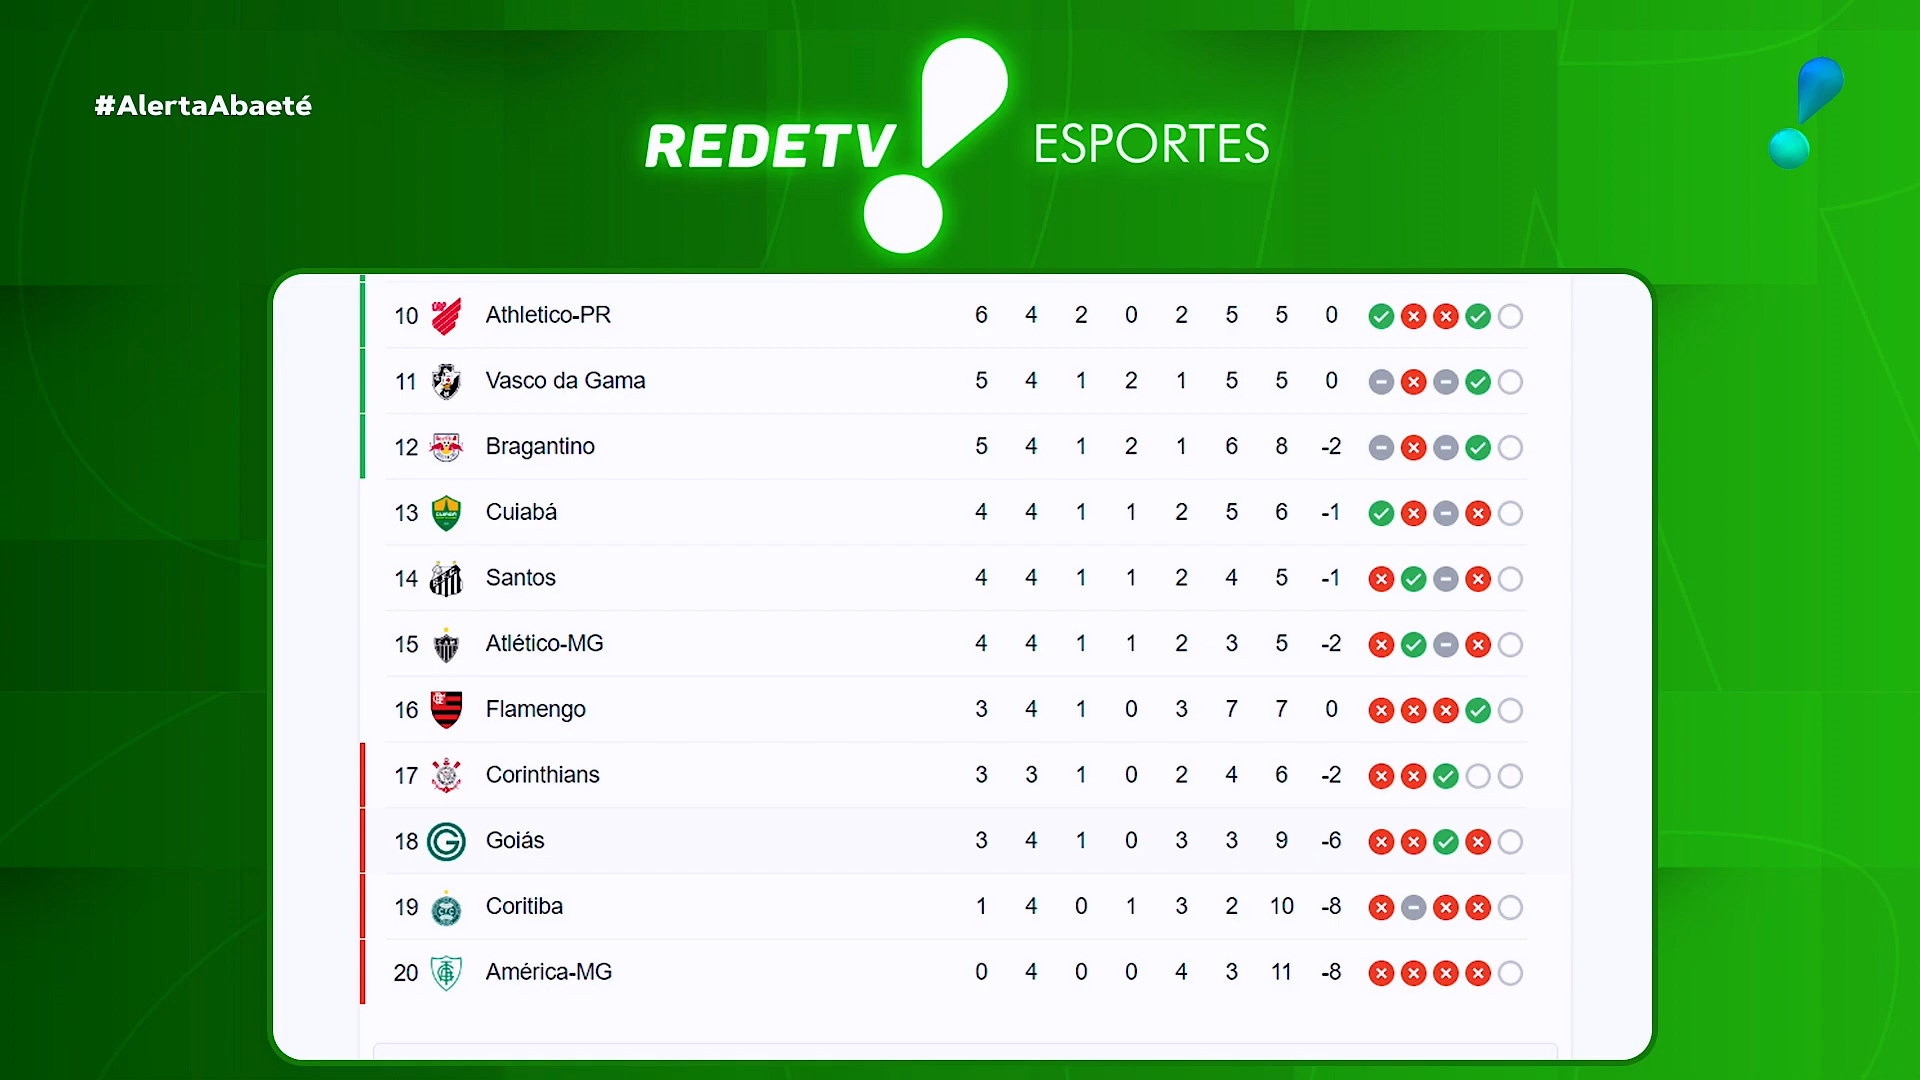 #AlertaAbaeté
REDETV ESPORTES
10 Athletico-PR 6 4 2 0 2 5 5 0
11 Vasco da Gama 5 4 1 2 1 5 5 0
12 Bragantino 5 4 1 2 1 6 8 -2
13 Cuiabá 4 4 1 1 2 5 6 -1
14 Santos 4 4 1 1 2 4 5 -1
15 Atlético-MG 4 4 1 1 2 3 5 -2
16 Flamengo 3 4 1 0 3 7 7 0
17 Corinthians 3 3 1 0 2 4 6 -2
18 Goiás 3 4 1 0 3 3 9 -6
19 Coritiba 1 4 0 1 3 2 10 -8
20 América-MG 0 4 0 0 4 3 11 -8